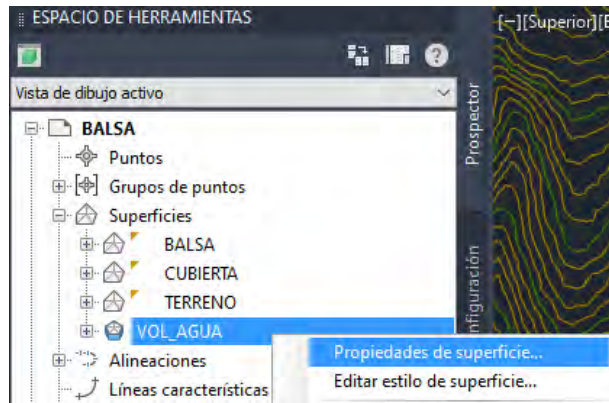 ESPACIO DE HERRAMIENTAS
[−][Superior][E
Vista de dibujo activo
Prospector
BALSA
Puntos
Grupos de puntos
Superficies
BALSA
CUBIERTA
TERRENO
VOL_AGUA
nfiguración
Propiedades de superficie...
Alineaciones
Editar estilo de superficie...
Líneas características